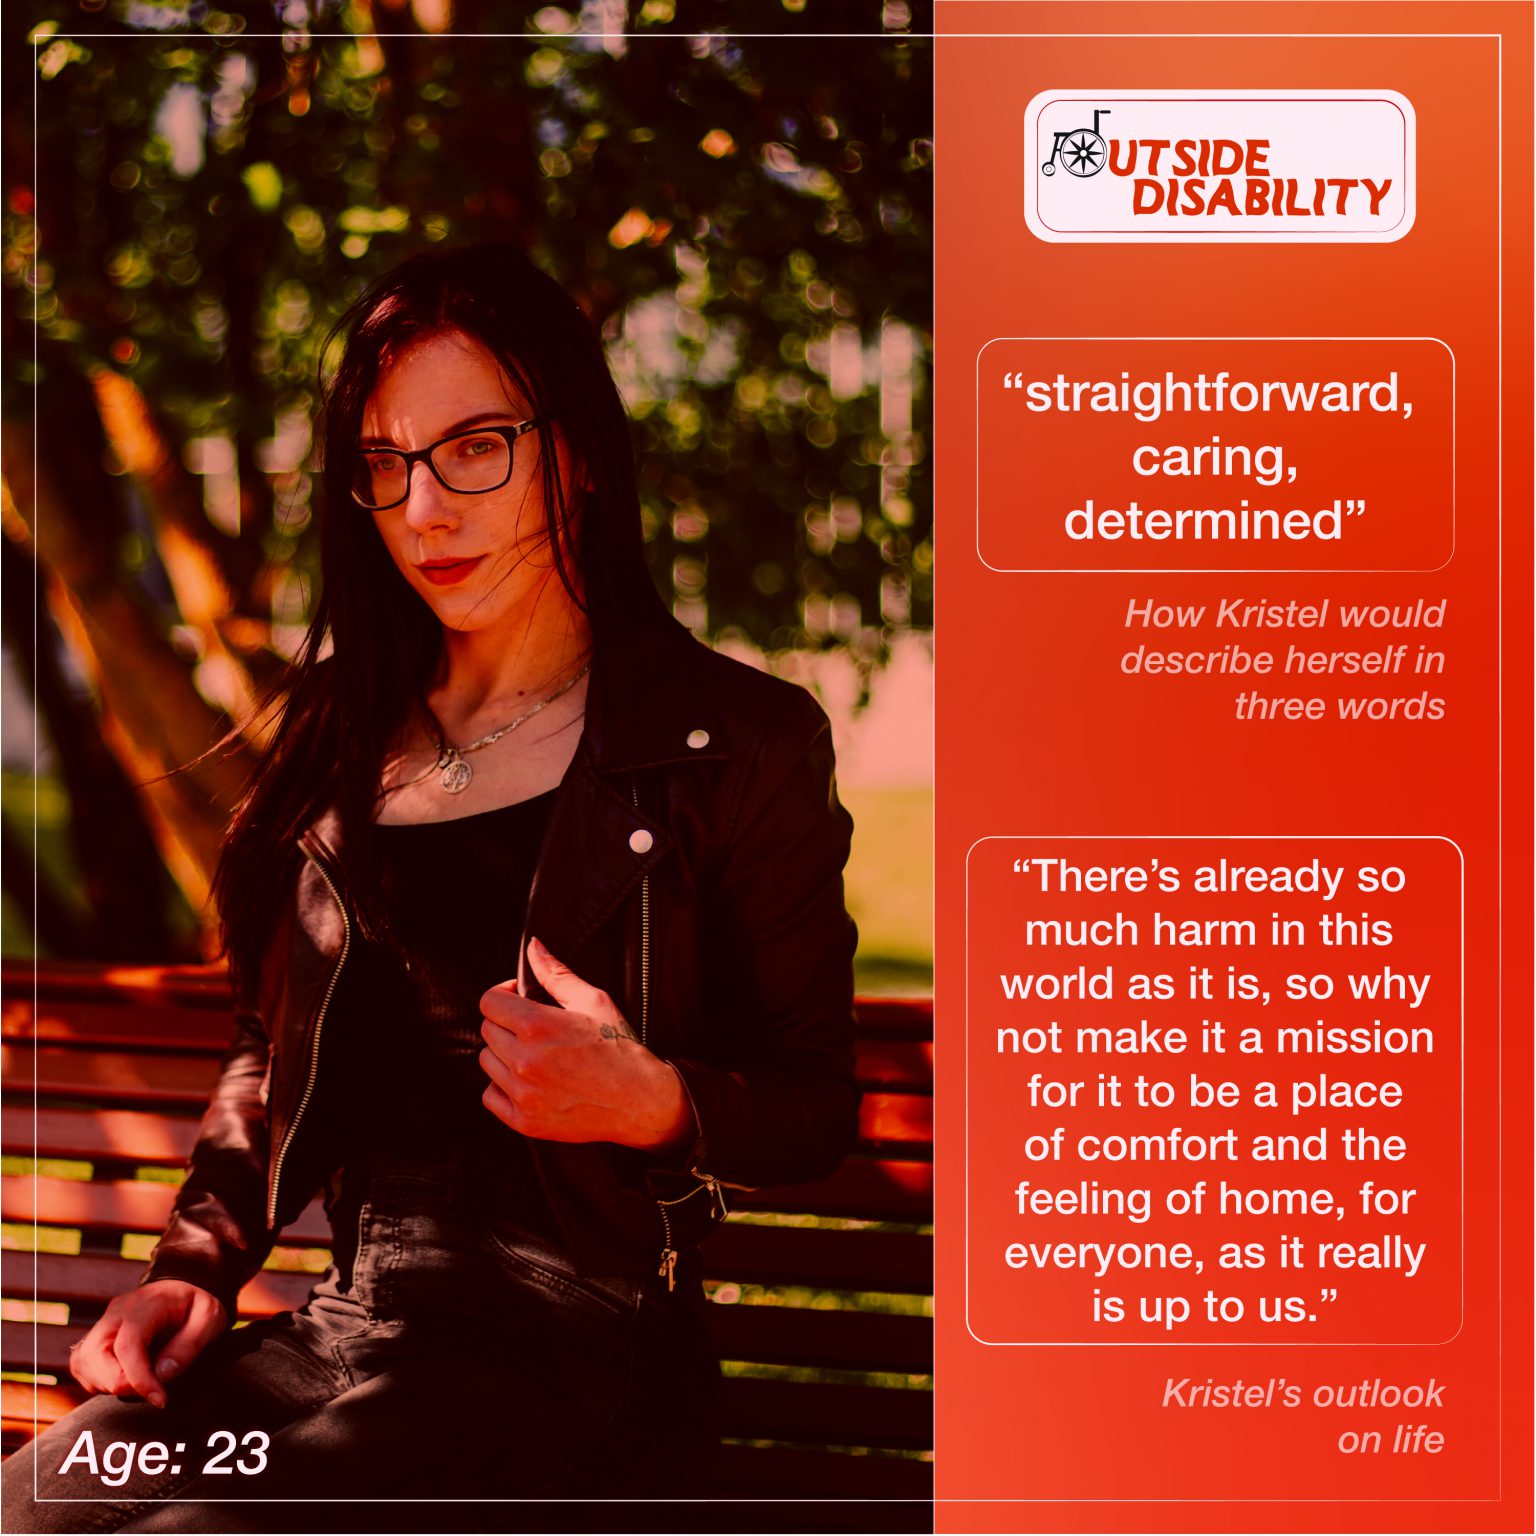 OUTSIDE
DISABILITY
“straightforward,
caring,
determined”
How Kristel would
describe herself in
three words
“There’s already so
much harm in this
world as it is, so why
not make it a mission
for it to be a place
of comfort and the
feeling of home, for
everyone, as it really
is up to us.”
Kristel’s outlook
on life
Age: 23